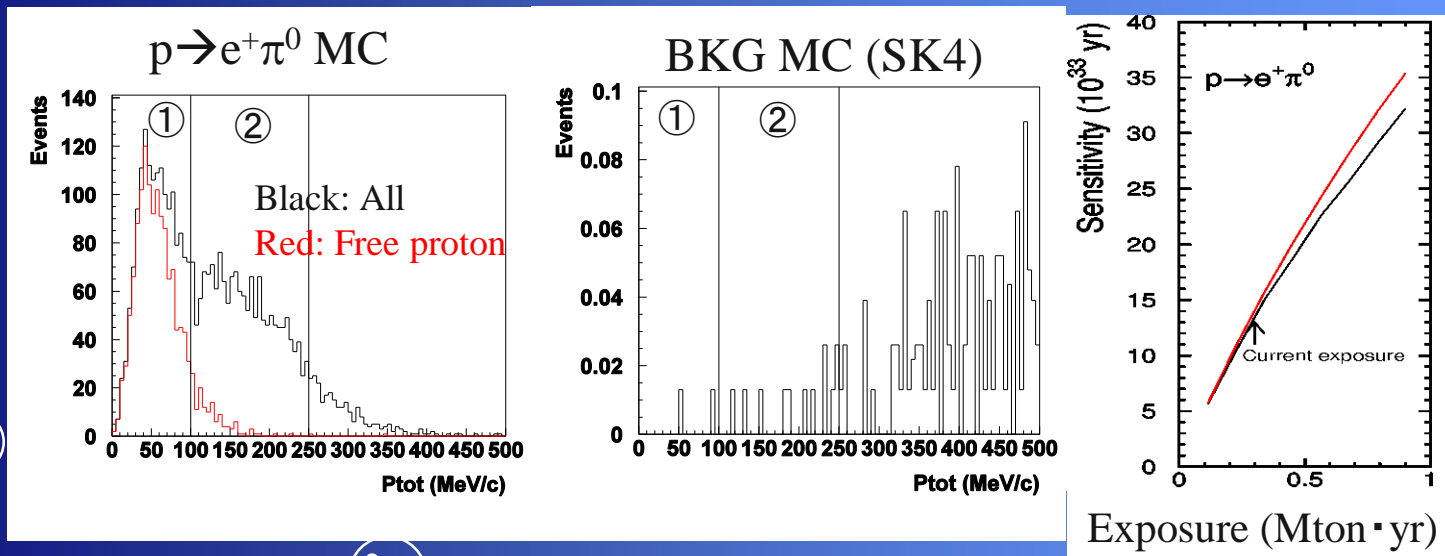 p➔e⁺π⁰ MC
Events
140
120
100
80
60
40
20
0
① ②
Black: All
Red: Free proton
0 50 100 150 200 250 300 350 400 450 500
Ptot (MeV/c)
BKG MC (SK4)
Events
0.1
0.08
0.06
0.04
0.02
0
① ②
0 50 100 150 200 250 300 350 400 450 500
Ptot (MeV/c)
Sensitivity (10³³ yr)
40
35
30
25
20
15
10
5
0
p→e⁺π⁰
Current exposure
0 0.5 1
Exposure (Mton▪yr)